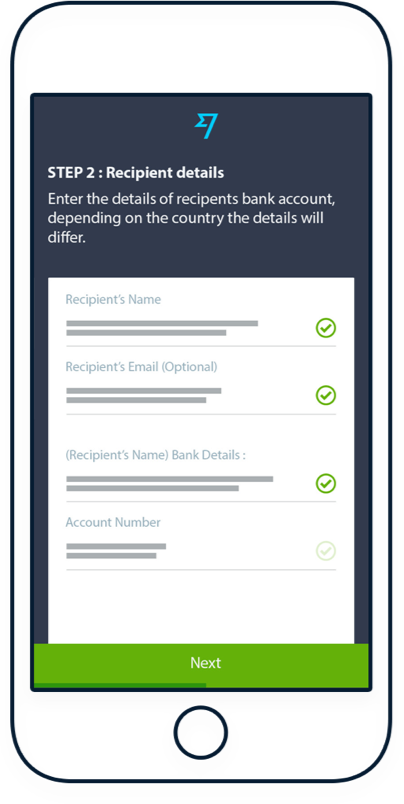 STEP 2 : Recipient details
Enter the details of recipents bank account,
depending on the country the details will
differ.
Recipient's Name
Recipient's Email (Optional)
(Recipient's Name) Bank Details :
Account Number
Next